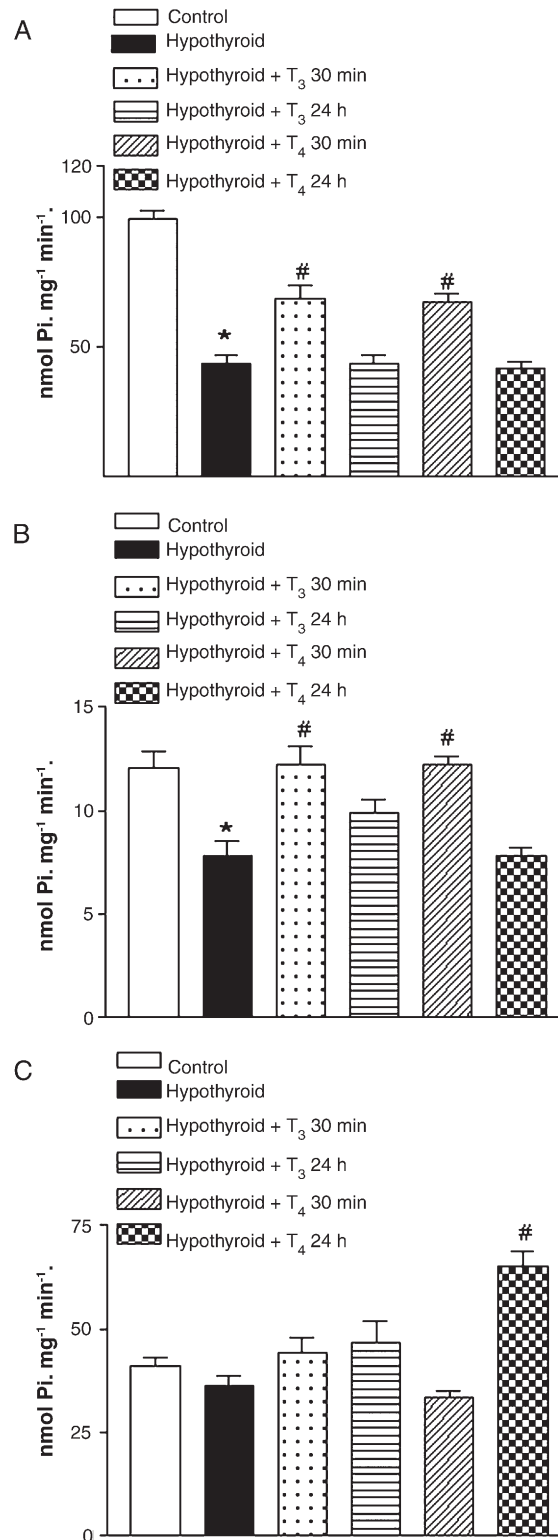 A
Control
Hypothyroid
Hypothyroid + T3 30 min
Hypothyroid + T3 24 h
Hypothyroid + T4 30 min
Hypothyroid + T4 24 h
120
100
50
nmol Pi. mg-1 min-1.
*
#
#
B
Control
Hypothyroid
Hypothyroid + T3 30 min
Hypothyroid + T3 24 h
Hypothyroid + T4 30 min
Hypothyroid + T4 24 h
15
10
5
0
nmol Pi. mg-1 min-1.
*
#
#
C
Control
Hypothyroid
Hypothyroid + T3 30 min
Hypothyroid + T3 24 h
Hypothyroid + T4 30 min
Hypothyroid + T4 24 h
75
50
25
0
nmol Pi. mg-1 min-1.
#